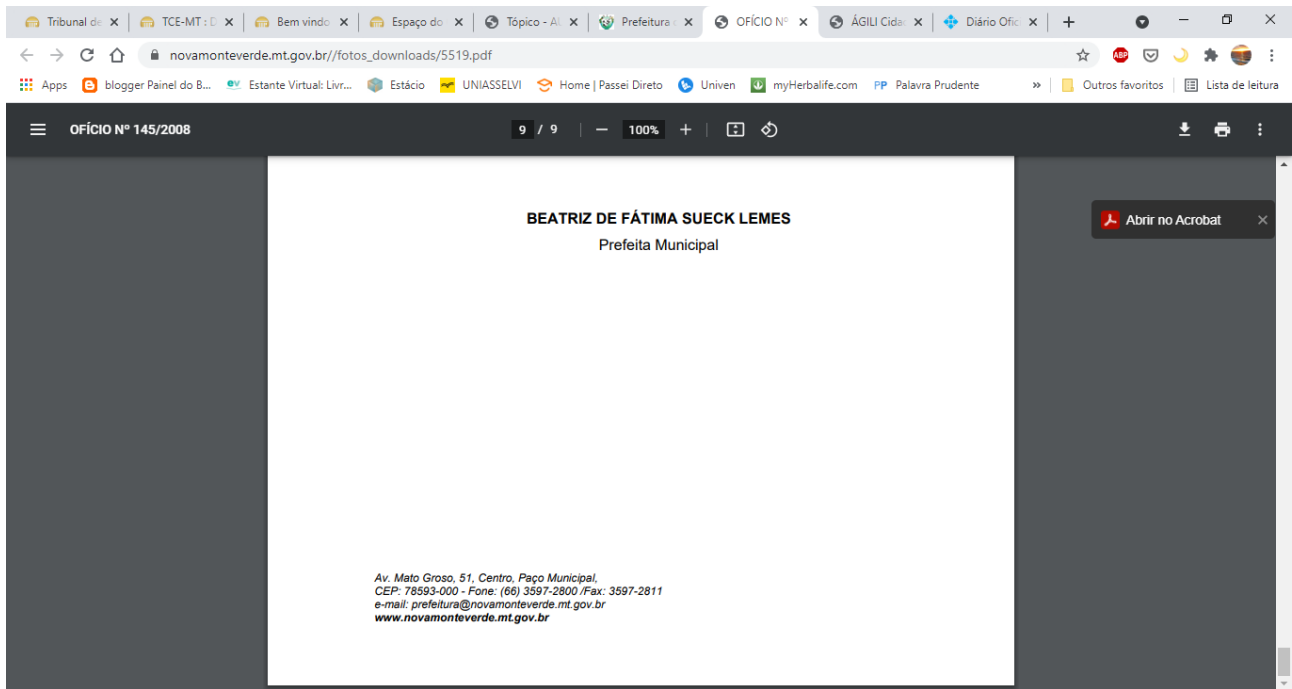 Tribunal de TCE-MT : D Bem vindo Espaço do Tópico - AL Prefeitura OFÍCIO Nº ÁGILI Cidac Diário Ofic
novamonteverde.mt.gov.br//fotos_downloads/5519.pdf ABP
Apps blogger Painel do B... ev Estante Virtual: Livr... Estácio UNIASSELVI Home | Passei Direto Univen myHerbalife.com PP Palavra Prudente » Outros favoritos Lista de leitura
OFÍCIO Nº 145/2008 9 / 9 100%
BEATRIZ DE FÁTIMA SUECK LEMES
Abrir no Acrobat
Prefeita Municipal
Av. Mato Groso, 51, Centro, Paço Municipal,
CEP: 78593-000 - Fone: (66) 3597-2800 /Fax: 3597-2811
e-mail: prefeitura@novamonteverde.mt.gov.br
www.novamonteverde.mt.gov.br